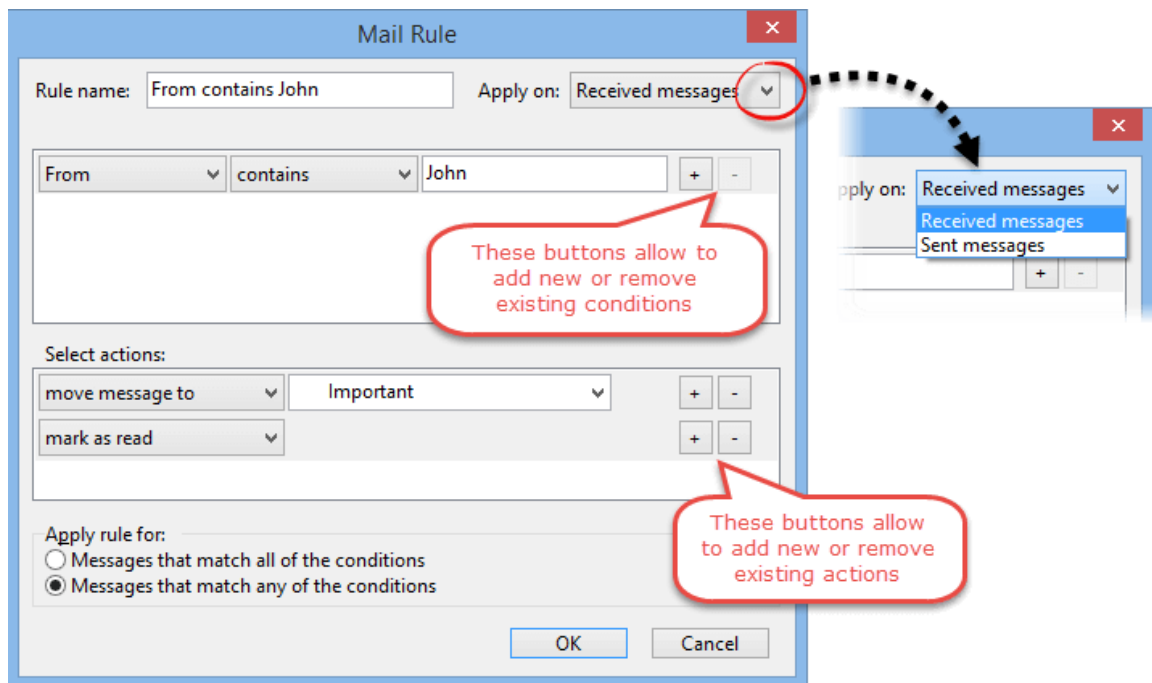 Mail Rule
Rule name: From contains John Apply on: Received messages
From contains John + -
These buttons allow to
add new or remove
existing conditions
Select actions:
move message to Important + -
mark as read + -
These buttons allow
to add new or remove
existing actions
Apply rule for:
Messages that match all of the conditions
Messages that match any of the conditions
OK Cancel
pply on: Received messages
Received messages
Sent messages
+ -